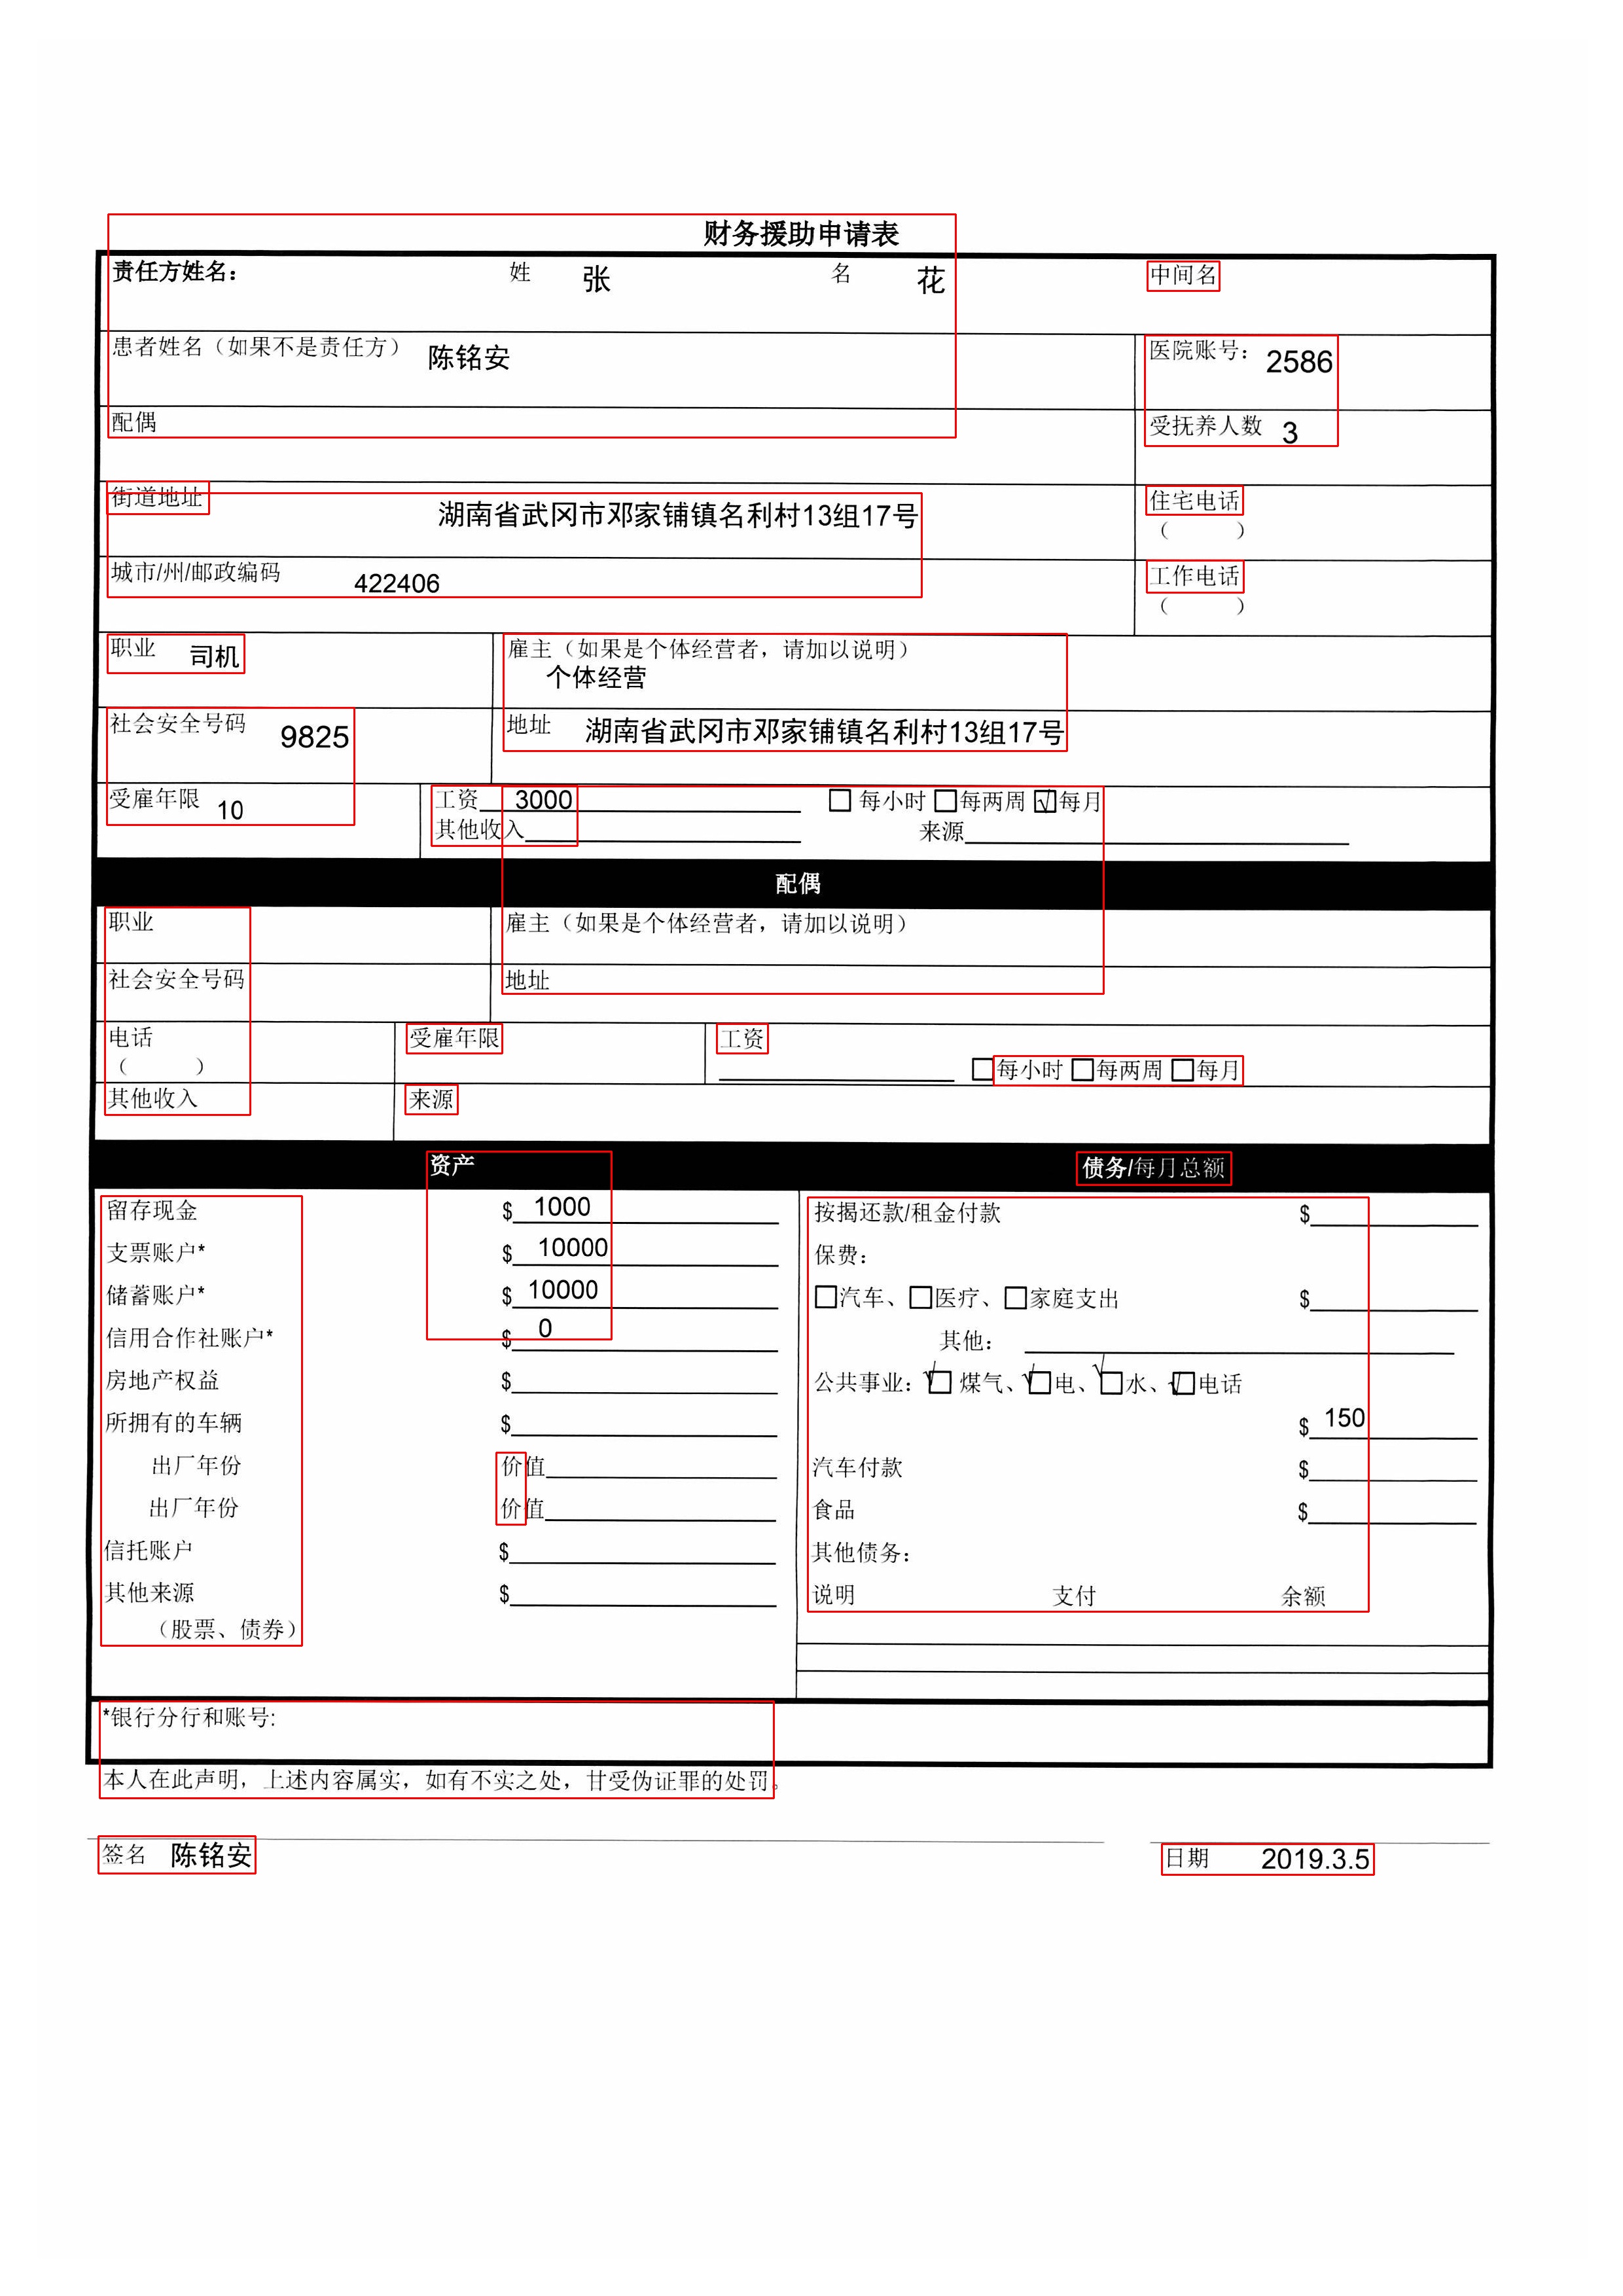 财务援助申请表
责任方姓名： 姓 张 名 花 中间名
患者姓名（如果不是责任方） 陈铭安 医院账号： 2586
配偶 受抚养人数 3
街道地址 湖南省武冈市邓家铺镇名利村13组17号 住宅电话
（ ）
城市/州/邮政编码 422406 工作电话
（ ）
职业 司机 雇主（如果是个体经营者，请加以说明）
个体经营
社会安全号码 9825 地址 湖南省武冈市邓家铺镇名利村13组17号
受雇年限 10 工资 3000 □ 每小时 □每两周 ☑每月
其他收入 来源
配偶
职业 雇主（如果是个体经营者，请加以说明）
社会安全号码 地址
电话 受雇年限 工资
（ ） □每小时 □每两周 □每月
其他收入 来源
资产 债务/每月总额
留存现金 $ 1000 按揭还款/租金付款 $
支票账户* $ 10000 保费：
储蓄账户* $ 10000 □汽车、□医疗、□家庭支出 $
信用合作社账户* $ 0 其他：
房地产权益 $ 公共事业：☑ 煤气、☑电、☑水、☑电话
所拥有的车辆 $ $ 150
出厂年份 价值 汽车付款 $
出厂年份 价值 食品 $
信托账户 $ 其他债务：
其他来源 $ 说明 支付 余额
（股票、债券）
*银行分行和账号:
本人在此声明，上述内容属实，如有不实之处，甘受伪证罪的处罚。
签名 陈铭安 日期 2019.3.5